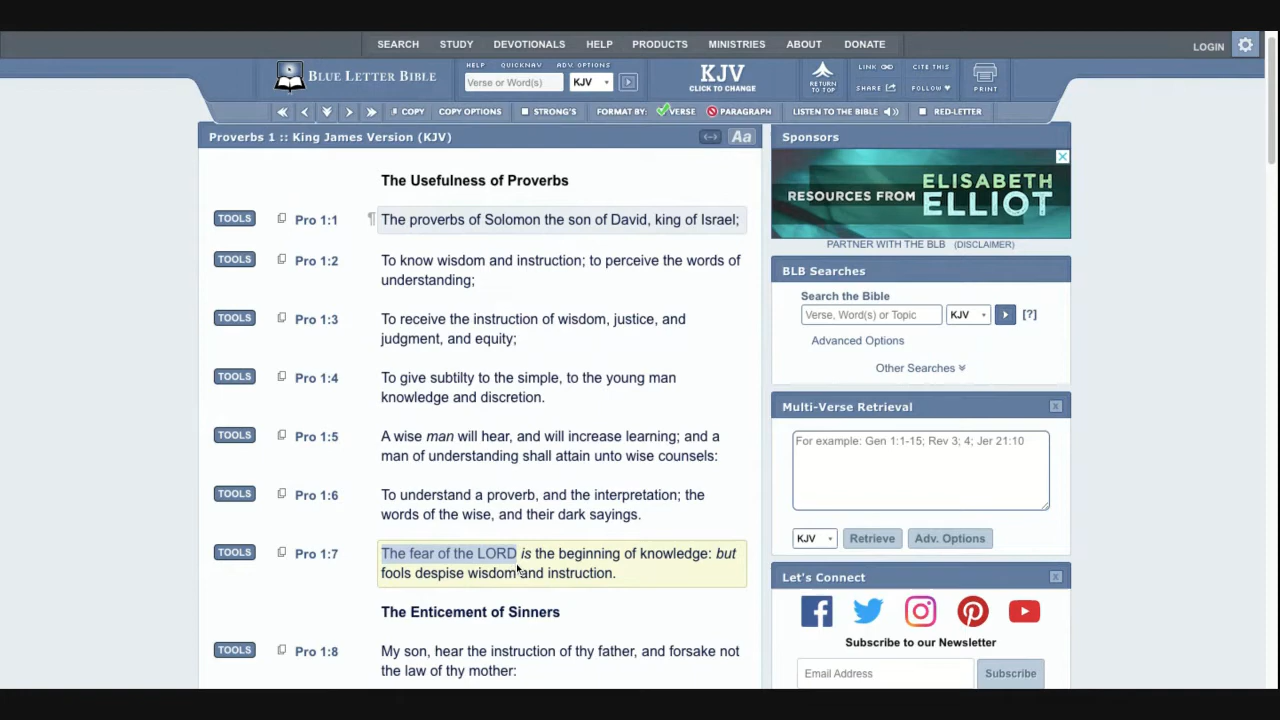 SEARCH STUDY DEVOTIONALS HELP PRODUCTS MINISTRIES ABOUT DONATE LOGIN
BLUE LETTER BIBLE
HELP QUICKNAV ADV. OPTIONS
Verse or Word(s) KJV
KJV
CLICK TO CHANGE
RETURN TO TOP
LINK CITE THIS
SHARE FOLLOW
PRINT
COPY COPY OPTIONS STRONG'S FORMAT BY: VERSE PARAGRAPH LISTEN TO THE BIBLE RED-LETTER
Proverbs 1 :: King James Version (KJV) Aa
The Usefulness of Proverbs
TOOLS Pro 1:1 ¶ The proverbs of Solomon the son of David, king of Israel;
TOOLS Pro 1:2 To know wisdom and instruction; to perceive the words of
understanding;
TOOLS Pro 1:3 To receive the instruction of wisdom, justice, and
judgment, and equity;
TOOLS Pro 1:4 To give subtilty to the simple, to the young man
knowledge and discretion.
TOOLS Pro 1:5 A wise man will hear, and will increase learning; and a
man of understanding shall attain unto wise counsels:
TOOLS Pro 1:6 To understand a proverb, and the interpretation; the
words of the wise, and their dark sayings.
TOOLS Pro 1:7 The fear of the LORD is the beginning of knowledge: but
fools despise wisdom and instruction.
The Enticement of Sinners
TOOLS Pro 1:8 My son, hear the instruction of thy father, and forsake not
the law of thy mother:
Sponsors
RESOURCES FROM ELISABETH
ELLIOT
PARTNER WITH THE BLB (DISCLAIMER)
BLB Searches
Search the Bible
Verse, Word(s) or Topic KJV [?]
Advanced Options
Other Searches
Multi-Verse Retrieval x
For example: Gen 1:1-15; Rev 3; 4; Jer 21:10
KJV Retrieve Adv. Options
Let's Connect x
Subscribe to our Newsletter
Email Address Subscribe